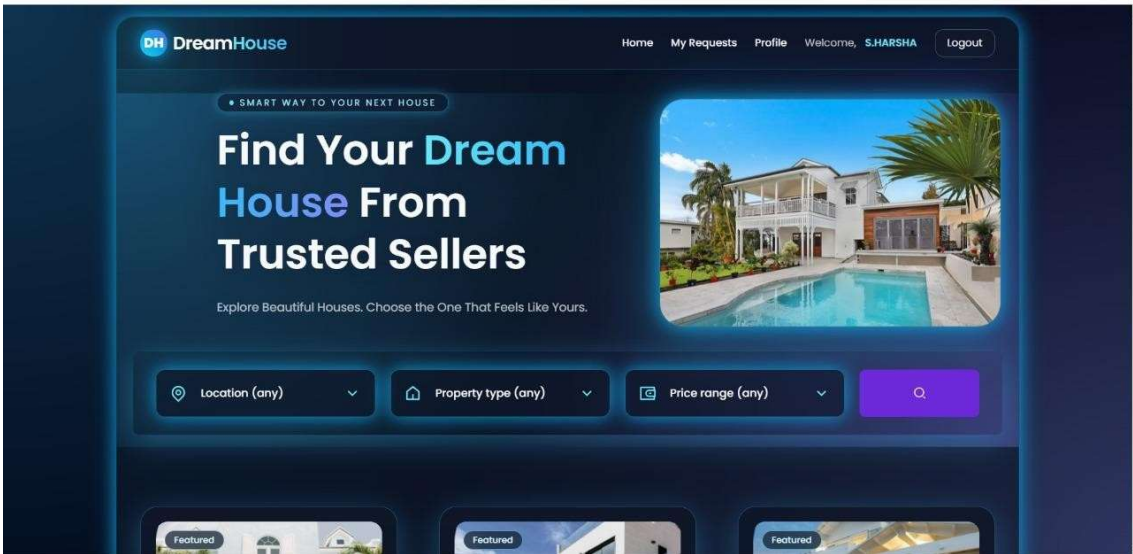 DH DreamHouse
Home My Requests Profile Welcome, S.HARSHA Logout
• SMART WAY TO YOUR NEXT HOUSE
Find Your Dream
House From
Trusted Sellers
Explore Beautiful Houses. Choose the One That Feels Like Yours.
Location (any) Property type (any) Price range (any)
Featured Featured Featured